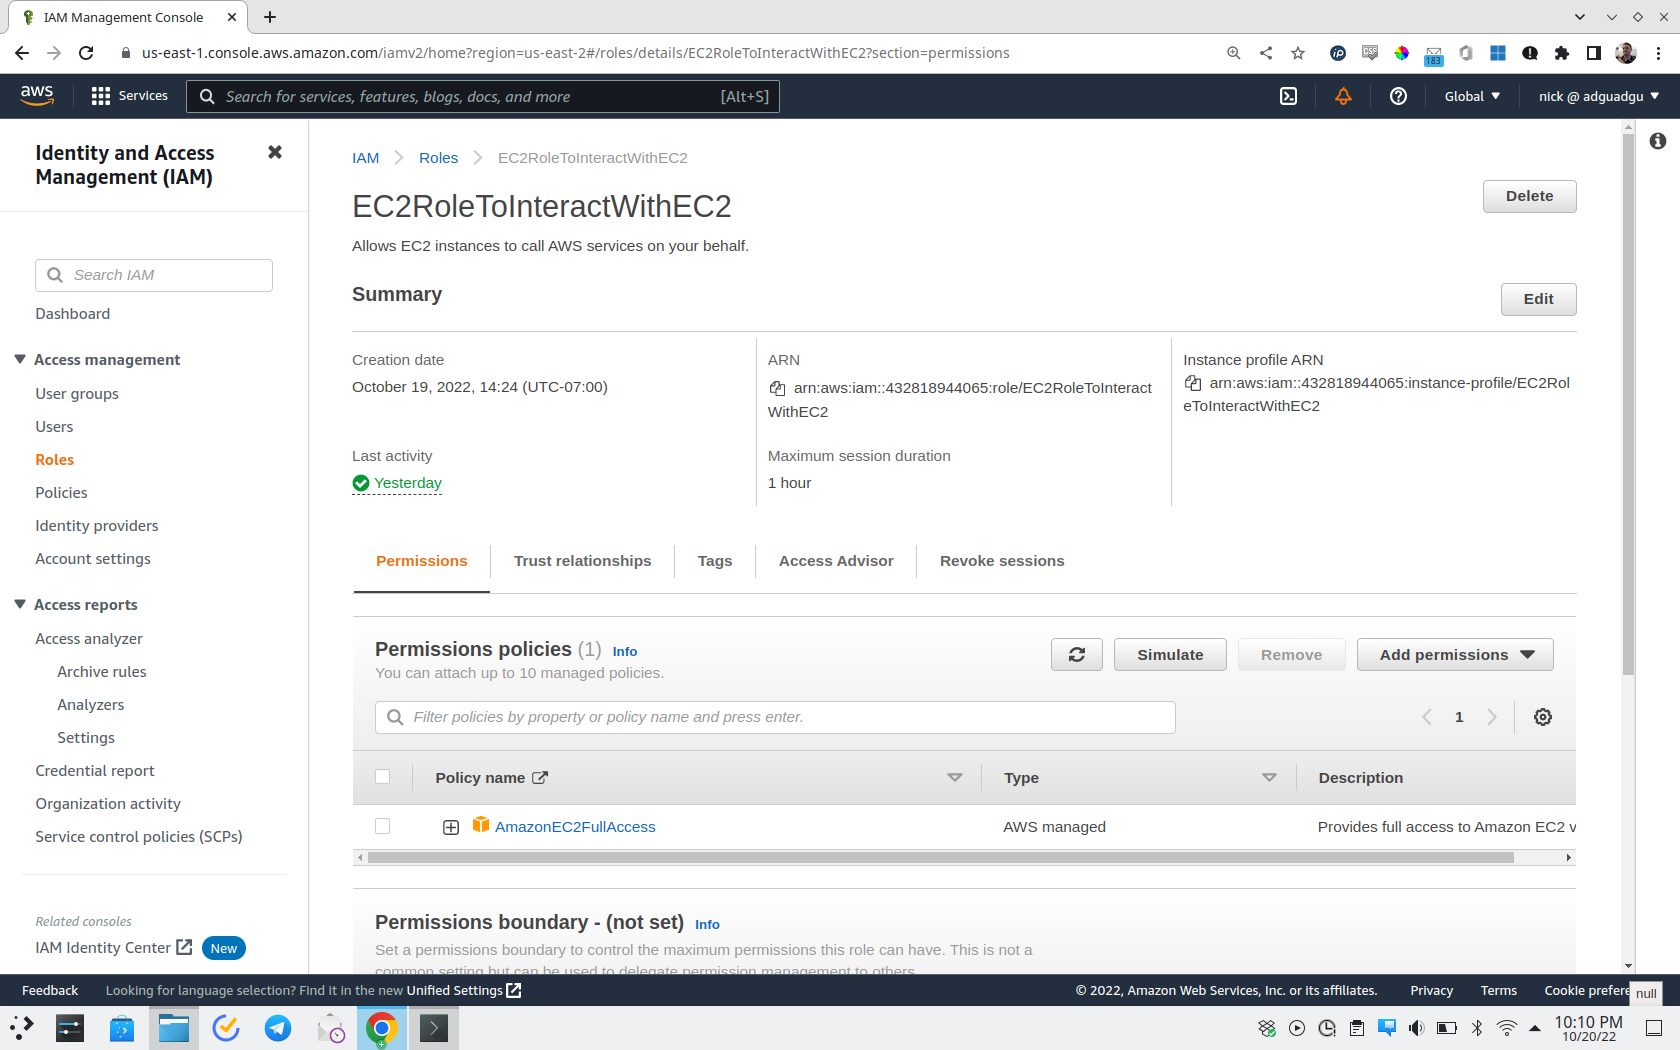 IAM Management Console
us-east-1.console.aws.amazon.com/iamv2/home?region=us-east-2#/roles/details/EC2RoleToInteractWithEC2?section=permissions
183
aws
Services
Search for services, features, blogs, docs, and more
[Alt+S]
Global
nick @ adguadgu
Identity and Access
Management (IAM)
Search IAM
Dashboard
Access management
User groups
Users
Roles
Policies
Identity providers
Account settings
Access reports
Access analyzer
Archive rules
Analyzers
Settings
Credential report
Organization activity
Service control policies (SCPs)
Related consoles
IAM Identity Center
New
IAM
Roles
EC2RoleToInteractWithEC2
EC2RoleToInteractWithEC2
Delete
Allows EC2 instances to call AWS services on your behalf.
Summary
Edit
Creation date
October 19, 2022, 14:24 (UTC-07:00)
ARN
arn:aws:iam::432818944065:role/EC2RoleToInteract
WithEC2
Instance profile ARN
arn:aws:iam::432818944065:instance-profile/EC2Rol
eToInteractWithEC2
Last activity
Yesterday
Maximum session duration
1 hour
Permissions
Trust relationships
Tags
Access Advisor
Revoke sessions
Permissions policies (1) Info
You can attach up to 10 managed policies.
Simulate
Remove
Add permissions
Filter policies by property or policy name and press enter.
1
Policy name
Type
Description
AmazonEC2FullAccess
AWS managed
Provides full access to Amazon EC2 v
Permissions boundary - (not set) Info
Set a permissions boundary to control the maximum permissions this role can have. This is not a
common setting but can be used to delegate permission management to others.
Feedback
Looking for language selection? Find it in the new Unified Settings
© 2022, Amazon Web Services, Inc. or its affiliates.
Privacy
Terms
Cookie prefere
null
10:10 PM
10/20/22